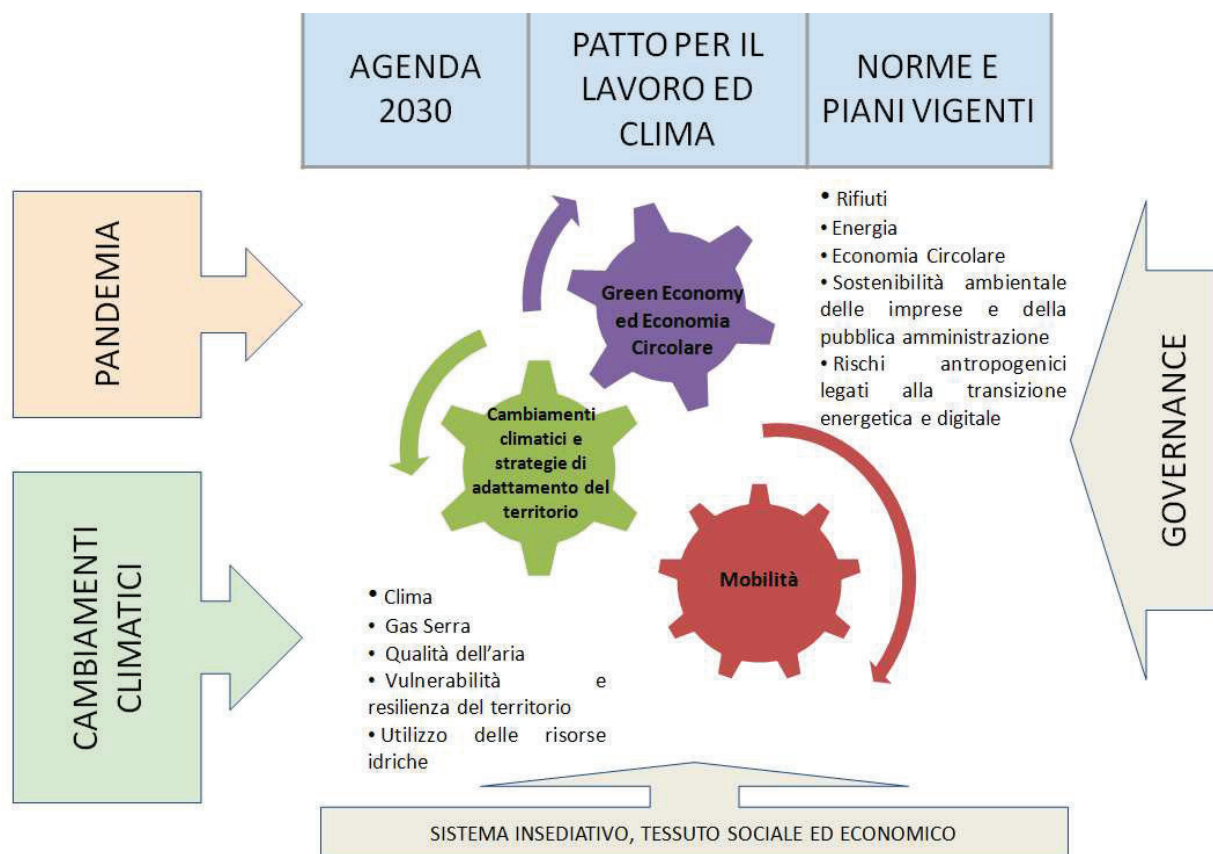 AGENDA
2030
PATTO PER IL
LAVORO ED
CLIMA
NORME E
PIANI VIGENTI
PANDEMIA
CAMBIAMENTI
CLIMATICI
Green Economy
ed Economia
Circolare
• Rifiuti
• Energia
• Economia Circolare
• Sostenibilità ambientale
delle imprese e della
pubblica amministrazione
• Rischi antropogenici
legati alla transizione
energetica e digitale
Cambiamenti
climatici e
strategie di
adattamento del
territorio
Mobilità
• Clima
• Gas Serra
• Qualità dell'aria
• Vulnerabilità e
resilienza del territorio
• Utilizzo delle risorse
idriche
GOVERNANCE
SISTEMA INSEDIATIVO, TESSUTO SOCIALE ED ECONOMICO